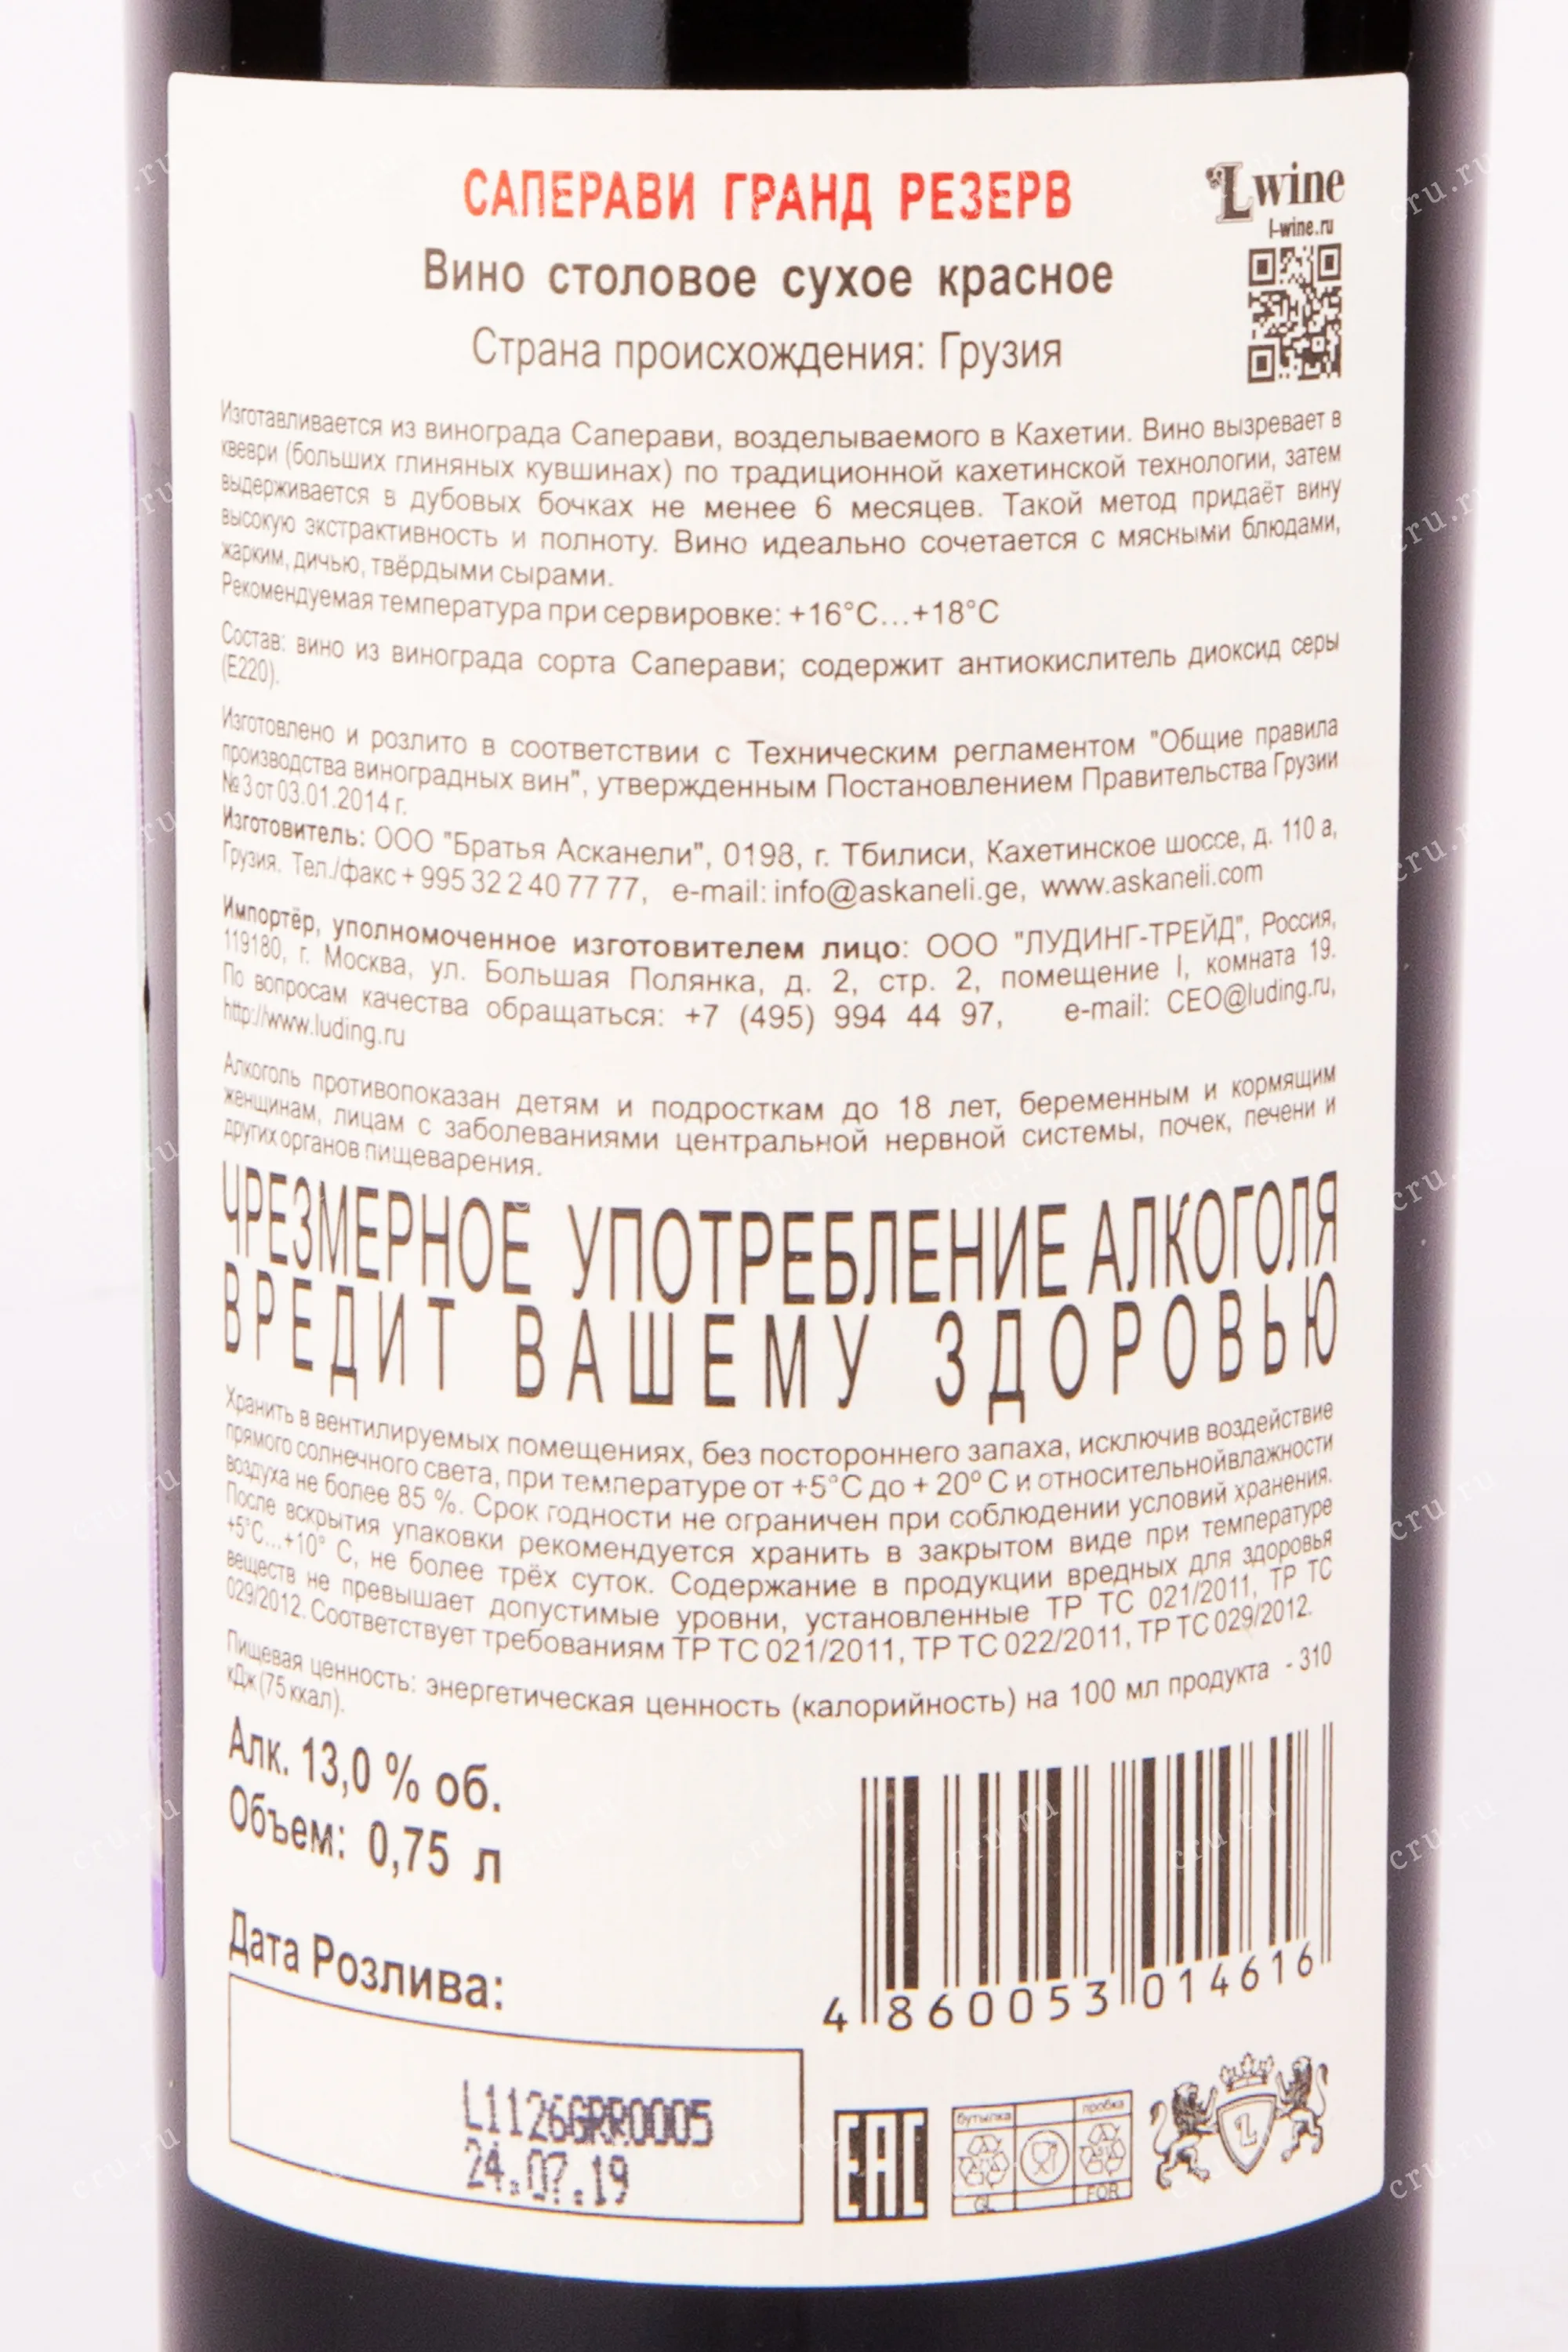 САПЕРАВИ ГРАНД РЕЗЕРВ
Lwine
l-wine.ru
Вино столовое сухое красное
Страна происхождения: Грузия
Изготавливается из винограда Саперави, возделываемого в Кахетии. Вино вызревает в
квеври (больших глиняных кувшинах) по традиционной кахетинской технологии, затем
выдерживается в дубовых бочках не менее 6 месяцев. Такой метод придаёт вину
высокую экстрактивность и полноту. Вино идеально сочетается с мясными блюдами,
жарким, дичью, твёрдыми сырами.
Рекомендуемая температура при сервировке: +16°C...+18°C
Состав: вино из винограда сорта Саперави; содержит антиокислитель диоксид серы
(Е220).
Изготовлено и розлито в соответствии с Техническим регламентом "Общие правила
производства виноградных вин", утвержденным Постановлением Правительства Грузии
№ 3 от 03.01.2014 г.
Изготовитель: ООО "Братья Асканели", 0198, г. Тбилиси, Кахетинское шоссе, д. 110 а,
Грузия. Тел./факс + 995 32 2 40 77 77, e-mail: info@askaneli.ge, www.askaneli.com
Импортёр, уполномоченное изготовителем лицо: ООО "ЛУДИНГ-ТРЕЙД", Россия,
119180, г. Москва, ул. Большая Полянка, д. 2, стр. 2, помещение I, комната 19.
По вопросам качества обращаться: +7 (495) 994 44 97, e-mail: CEO@luding.ru,
http://www.luding.ru
Алкоголь противопоказан детям и подросткам до 18 лет, беременным и кормящим
женщинам, лицам с заболеваниями центральной нервной системы, почек, печени и
других органов пищеварения.
ЧРЕЗМЕРНОЕ УПОТРЕБЛЕНИЕ АЛКОГОЛЯ
ВРЕДИТ ВАШЕМУ ЗДОРОВЬЮ
Хранить в вентилируемых помещениях, без постороннего запаха, исключив воздействие
прямого солнечного света, при температуре от +5°C до + 20° C и относительнойвлажности
воздуха не более 85 %. Срок годности не ограничен при соблюдении условий хранения.
После вскрытия упаковки рекомендуется хранить в закрытом виде при температуре
+5°C...+10° C, не более трёх суток. Содержание в продукции вредных для здоровья
веществ не превышает допустимые уровни, установленные ТР ТС 021/2011, ТР ТС
029/2012. Соответствует требованиям ТР ТС 021/2011, ТР ТС 022/2011, ТР ТС 029/2012.
Пищевая ценность: энергетическая ценность (калорийность) на 100 мл продукта - 310
кДж (75 ккал).
Алк. 13,0 % об.
Объем: 0,75 л
Дата Розлива:
4 860053 014616
L1126GRR0005
24.07.19
EAC
бутылка
пробка
GL
FOR
cru.ru